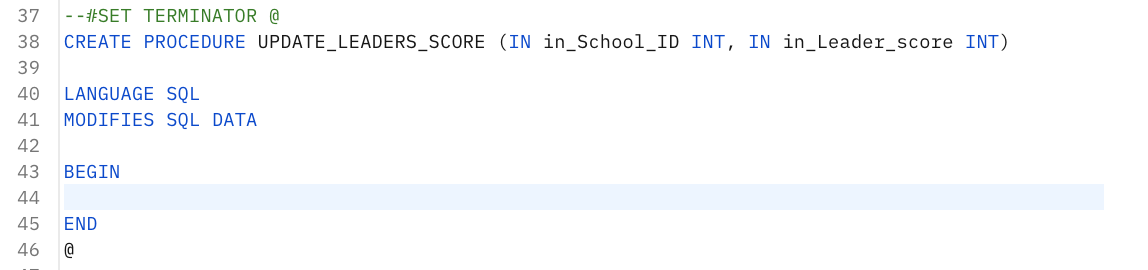 37 --#SET TERMINATOR @
38 CREATE PROCEDURE UPDATE_LEADERS_SCORE (IN in_School_ID INT, IN in_Leader_score INT)
39
40 LANGUAGE SQL
41 MODIFIES SQL DATA
42
43 BEGIN
44
45 END
46 @